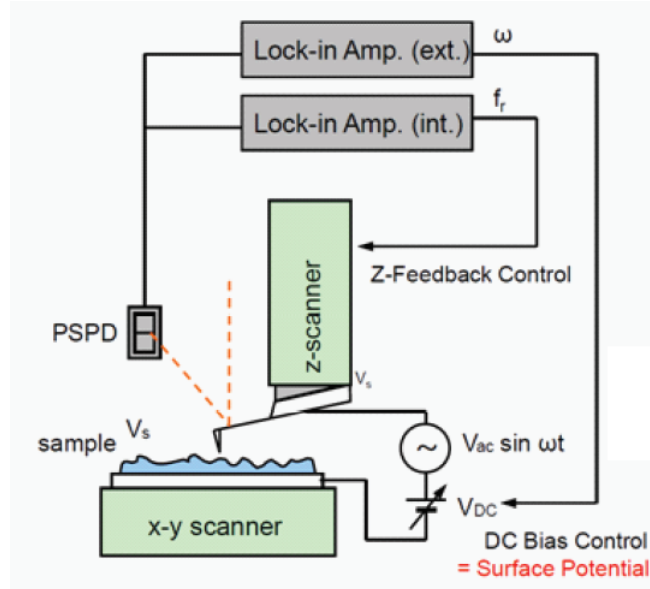 Lock-in Amp. (ext.)
ω
Lock-in Amp. (int.)
fr
z-scanner
Z-Feedback Control
PSPD
Vs
sample Vs
~
Vac sin ωt
VDC
x-y scanner
DC Bias Control
= Surface Potential